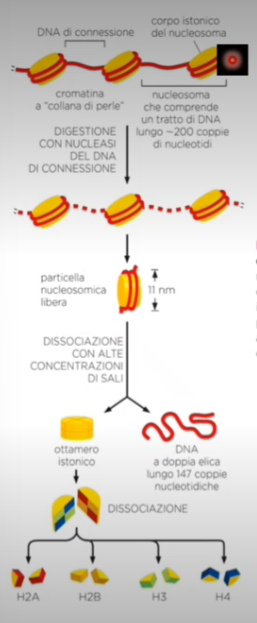 corpo istonico
DNA di connessione
del nucleosoma
cromatina
a "collana di perle"
nucleosoma
che comprende
un tratto di DNA
lungo ~200 coppie
di nucleotidi
DIGESTIONE
CON NUCLEASI
DEL DNA
DI CONNESSIONE
particella
nucleosomica
libera
11 nm
DISSOCIAZIONE
CON ALTE
CONCENTRAZIONI
DI SALI
ottamero
istonico
DNA
a doppia elica
lungo 147 coppie
nucleotidiche
DISSOCIAZIONE
H2A
H2B
H3
H4